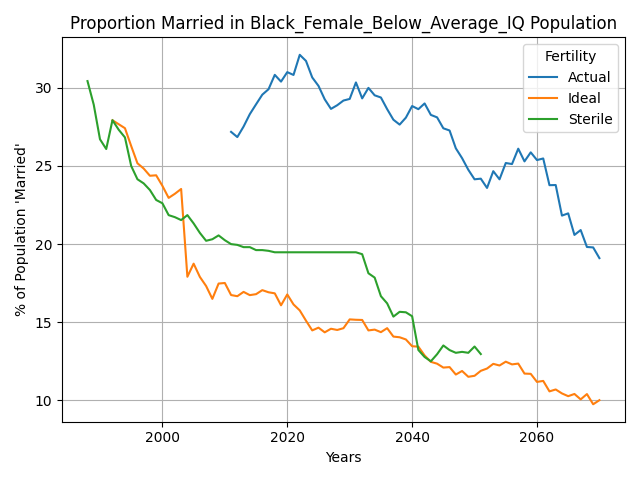 Proportion Married in Black_Female_Below_Average_IQ Population
Fertility
Actual
Ideal
Sterile
% of Population 'Married'
30
25
20
15
10
2000
2020
2040
2060
Years